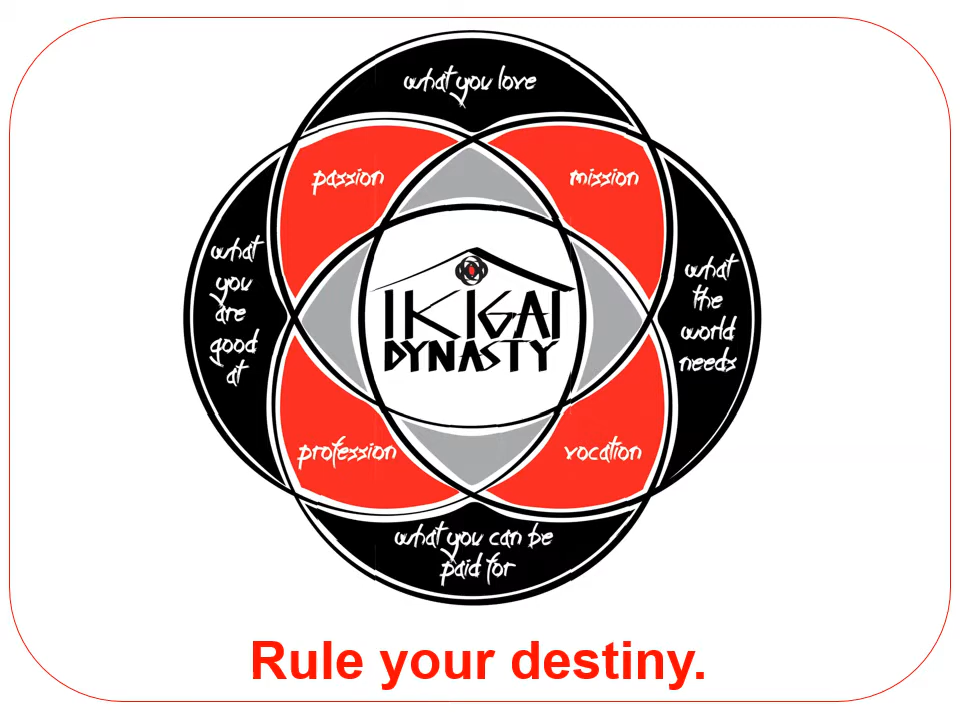 what you love
passion
mission
what
you
are
good
at
what
the
world
needs
IKIGAI
DYNASTY
profession
vocation
what you can be
paid for
Rule your destiny.